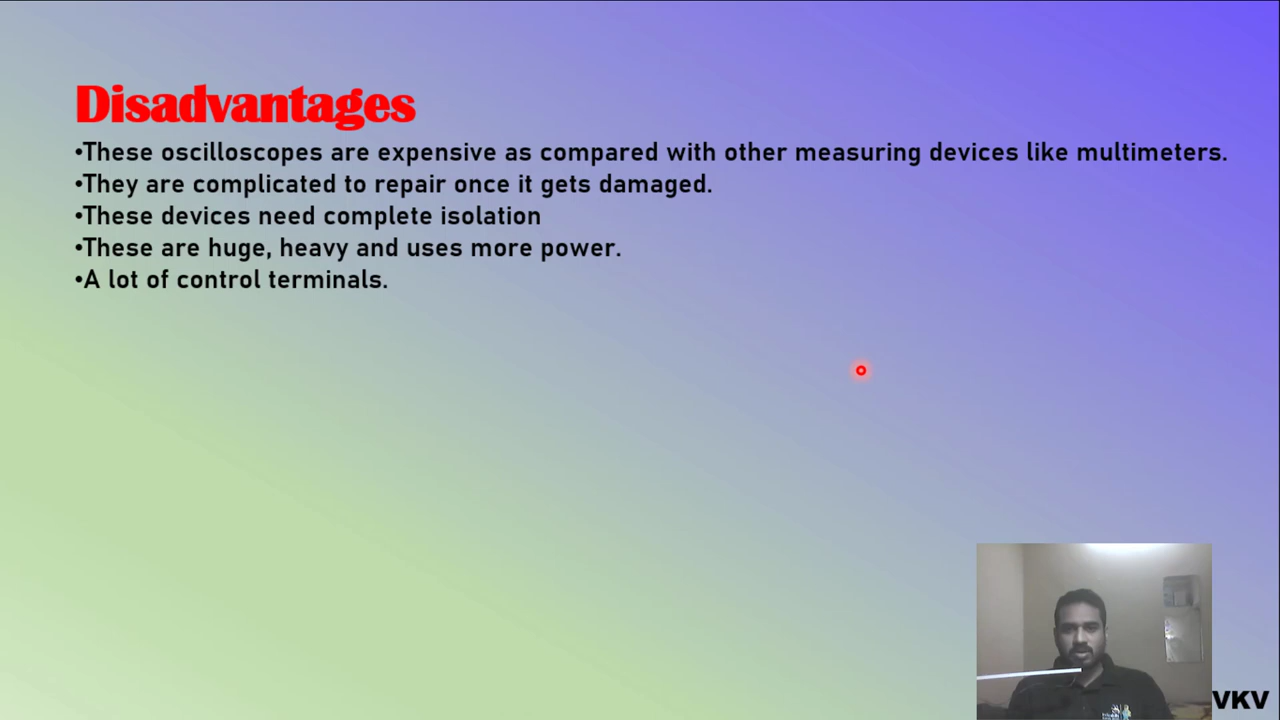 Disadvantages
•These oscilloscopes are expensive as compared with other measuring devices like multimeters.
•They are complicated to repair once it gets damaged.
•These devices need complete isolation
•These are huge, heavy and uses more power.
•A lot of control terminals.
VKV